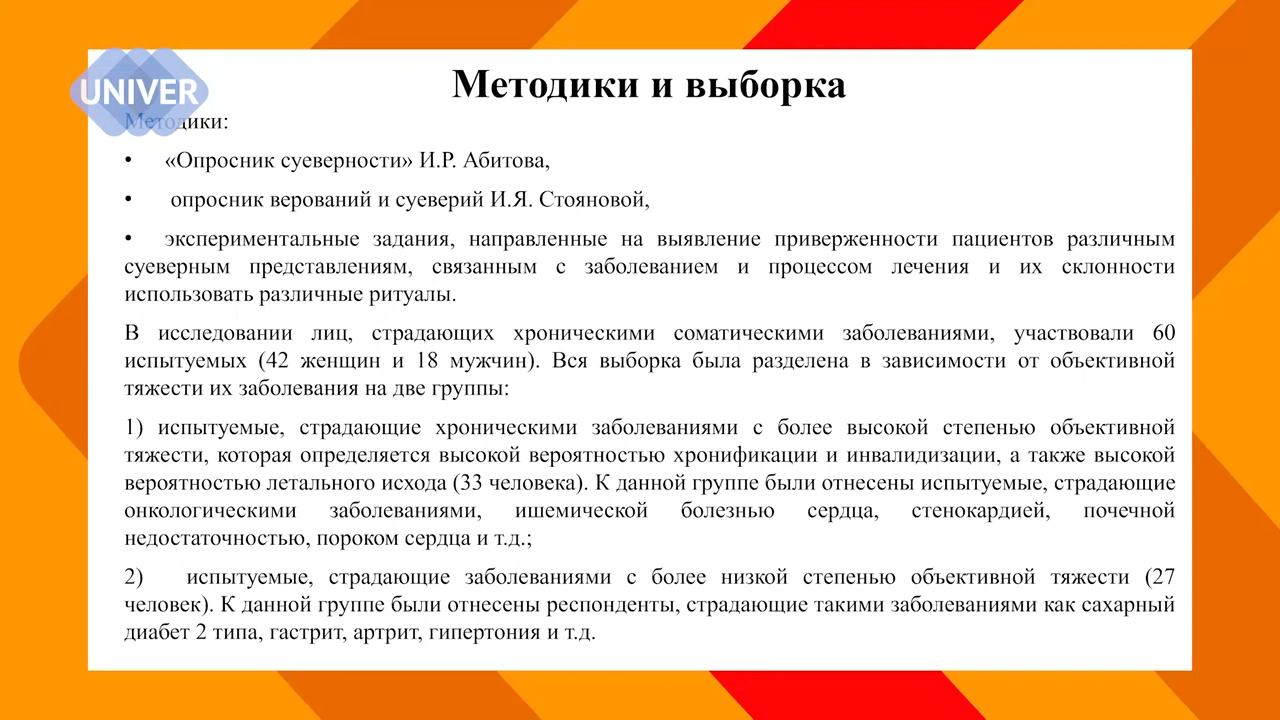 UNIVER
Методики и выборка
Методики:
• «Опросник суеверности» И.Р. Абитова,
• опросник верований и суеверий И.Я. Стояновой,
• экспериментальные задания, направленные на выявление приверженности пациентов различным
суеверным представлениям, связанным с заболеванием и процессом лечения и их склонности
использовать различные ритуалы.
В исследовании лиц, страдающих хроническими соматическими заболеваниями, участвовали 60
испытуемых (42 женщин и 18 мужчин). Вся выборка была разделена в зависимости от объективной
тяжести их заболевания на две группы:
1) испытуемые, страдающие хроническими заболеваниями с более высокой степенью объективной
тяжести, которая определяется высокой вероятностью хронификации и инвалидизации, а также высокой
вероятностью летального исхода (33 человека). К данной группе были отнесены испытуемые, страдающие
онкологическими заболеваниями, ишемической болезнью сердца, стенокардией, почечной
недостаточностью, пороком сердца и т.д.;
2) испытуемые, страдающие заболеваниями с более низкой степенью объективной тяжести (27
человек). К данной группе были отнесены респонденты, страдающие такими заболеваниями как сахарный
диабет 2 типа, гастрит, артрит, гипертония и т.д.